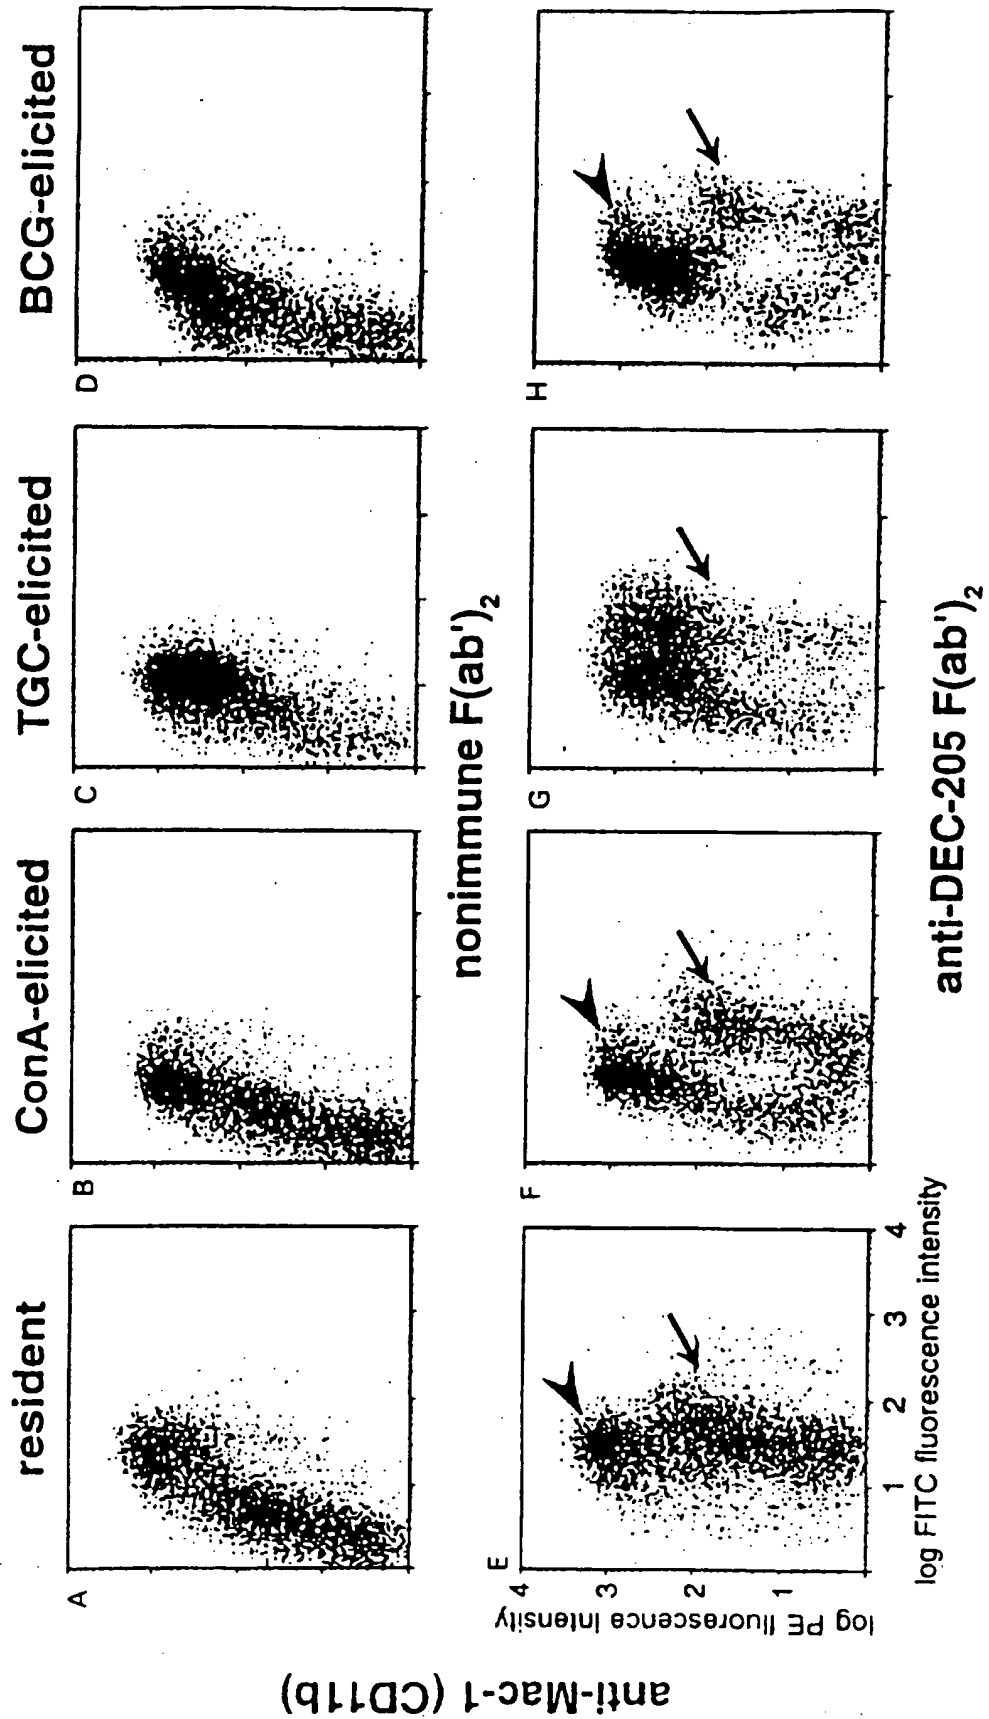 resident
ConA-elicited
TGC-elicited
BCG-elicited
A
B
C
D
nonimmune F(ab')2
anti-Mac-1 (CD11b)
E
F
G
H
log PE fluorescence Intensity
4
3
2
1
1
2
3
4
log FITC fluorescence intensity
anti-DEC-205 F(ab')2